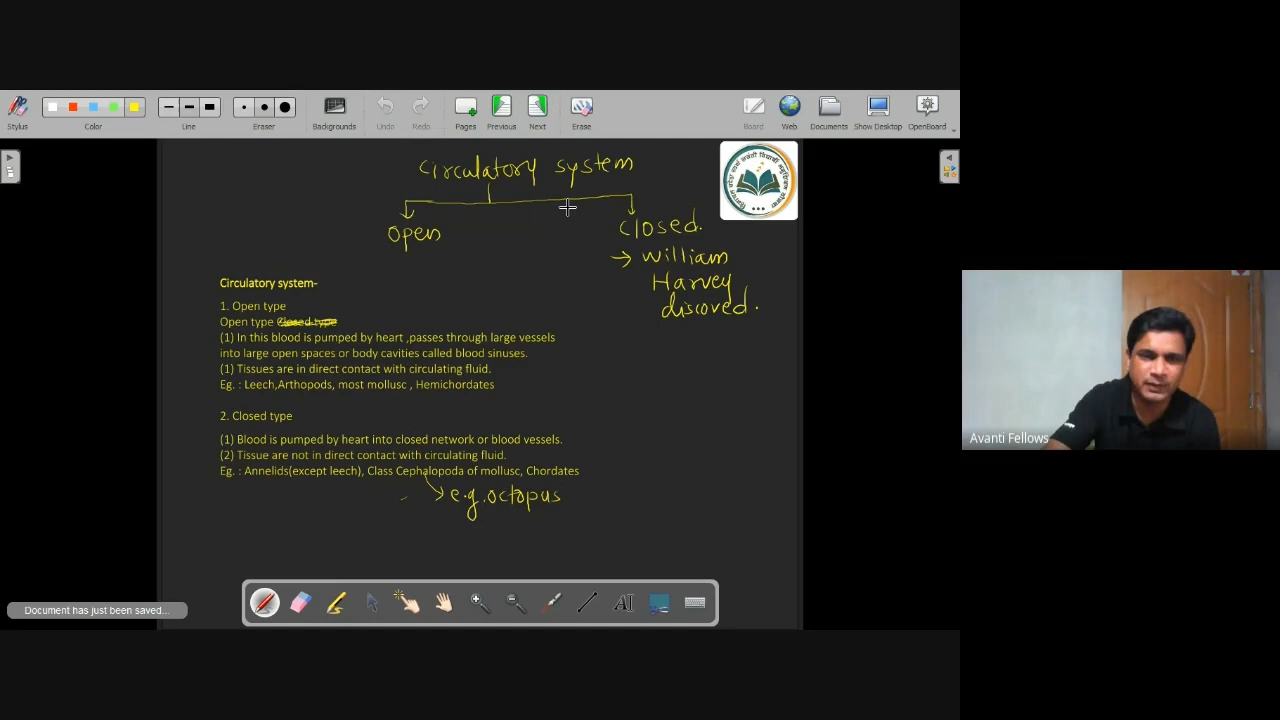 Stylus
Color
Line
Eraser
Backgrounds
Undo
Redo
Pages
Previous
Next
Erase
Board
Web
Documents
Show Desktop
OpenBoard
circulatory system
open
closed.
→ William
Harvey
discoved.
Circulatory system-
1. Open type
Open type Closed type
(1) In this blood is pumped by heart ,passes through large vessels
into large open spaces or body cavities called blood sinuses.
(1) Tissues are in direct contact with circulating fluid.
Eg. : Leech,Arthopods, most mollusc , Hemichordates
2. Closed type
(1) Blood is pumped by heart into closed network or blood vessels.
(2) Tissue are not in direct contact with circulating fluid.
Eg. : Annelids(except leech), Class Cephalopoda of mollusc, Chordates
e.g. octopus
Document has just been saved...
AI
Avanti Fellows